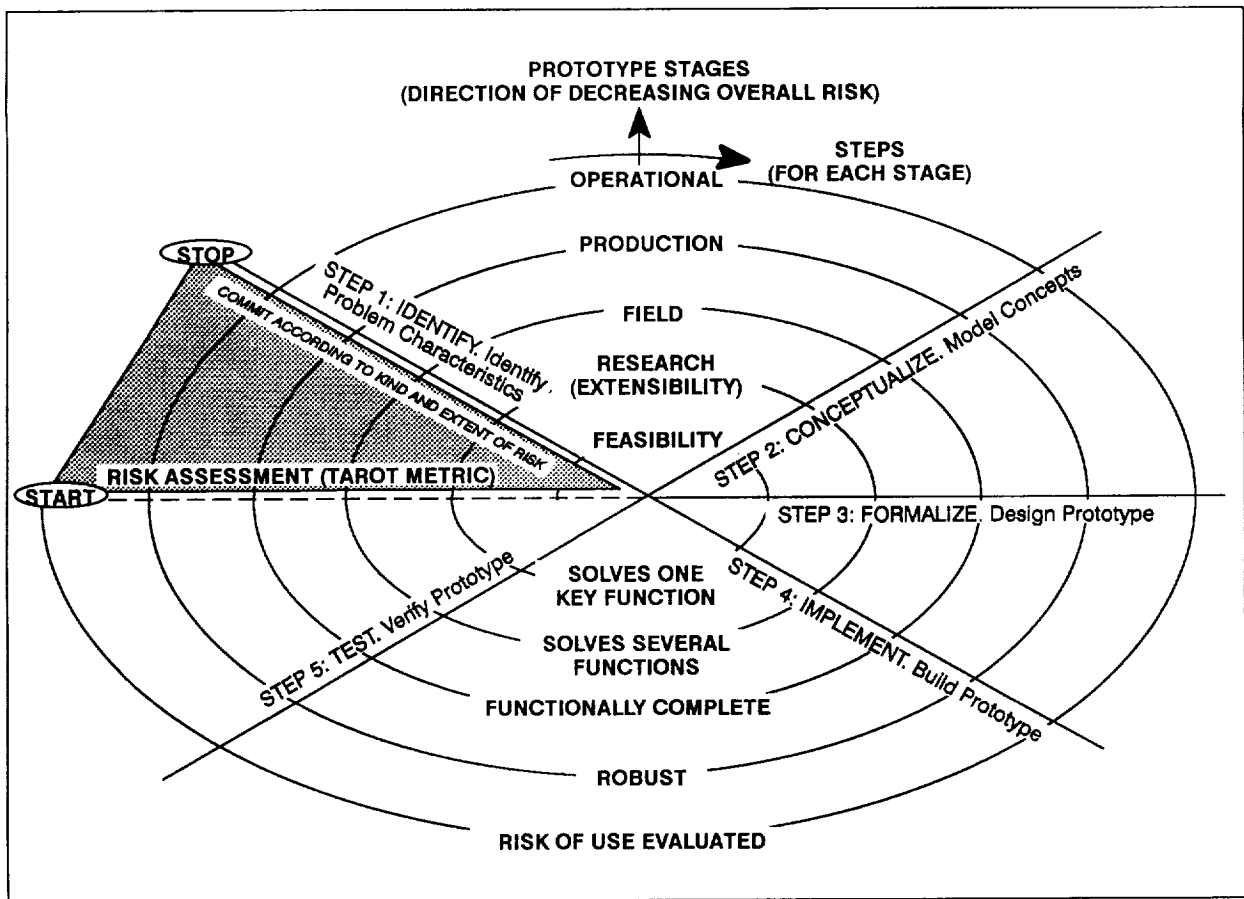 PROTOTYPE STAGES
(DIRECTION OF DECREASING OVERALL RISK)
STEPS
(FOR EACH STAGE)
OPERATIONAL
PRODUCTION
STOP
STEP 1: IDENTIFY. Identify
Problem Characteristics
COMMIT ACCORDING TO KIND AND EXTENT OF RISK
FIELD
RESEARCH
(EXTENSIBILITY)
FEASIBILITY
STEP 2: CONCEPTUALIZE. Model Concepts
RISK ASSESSMENT (TAROT METRIC)
START
STEP 3: FORMALIZE. Design Prototype
STEP 4: IMPLEMENT. Build Prototype
STEP 5: TEST. Verify Prototype
SOLVES ONE
KEY FUNCTION
SOLVES SEVERAL
FUNCTIONS
FUNCTIONALLY COMPLETE
ROBUST
RISK OF USE EVALUATED